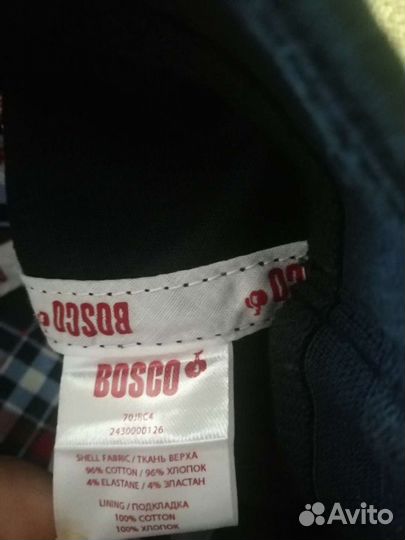 BOSCO
BOSCO
BOSCO
70JBC4
2430000126
SHELL FABRIC / ТКАНЬ ВЕРХА
96% COTTON / 96% ХЛОПОК
4% ELASTANE / 4% ЭЛАСТАН
LINING / ПОДКЛАДКА
100% COTTON
100% ХЛОПОК
Avito